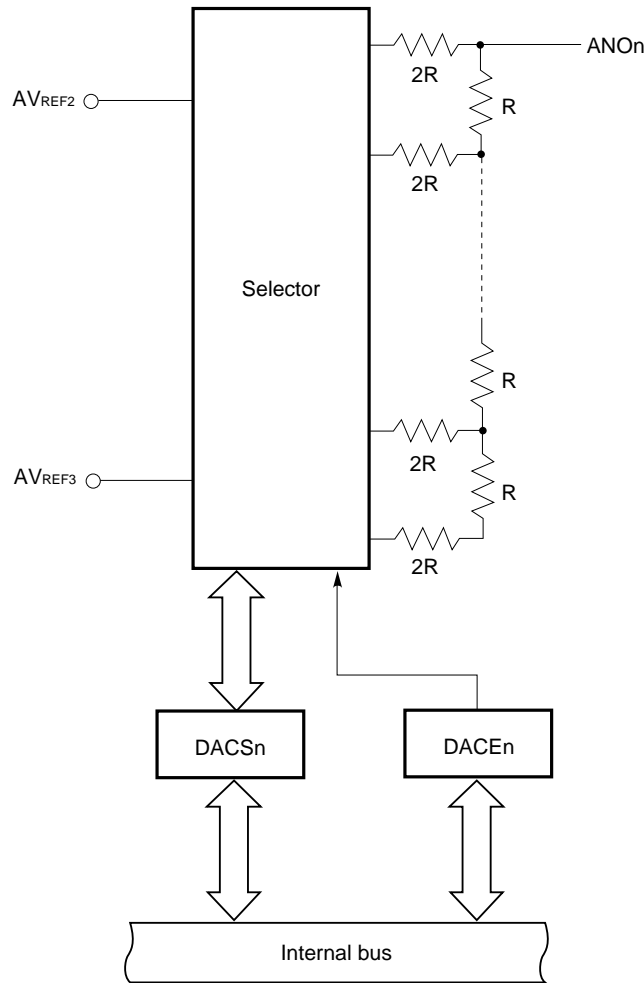 ANOn
2R
R
AVREF2
2R
Selector
R
2R
R
AVREF3
2R
DACSn
DACEn
Internal bus